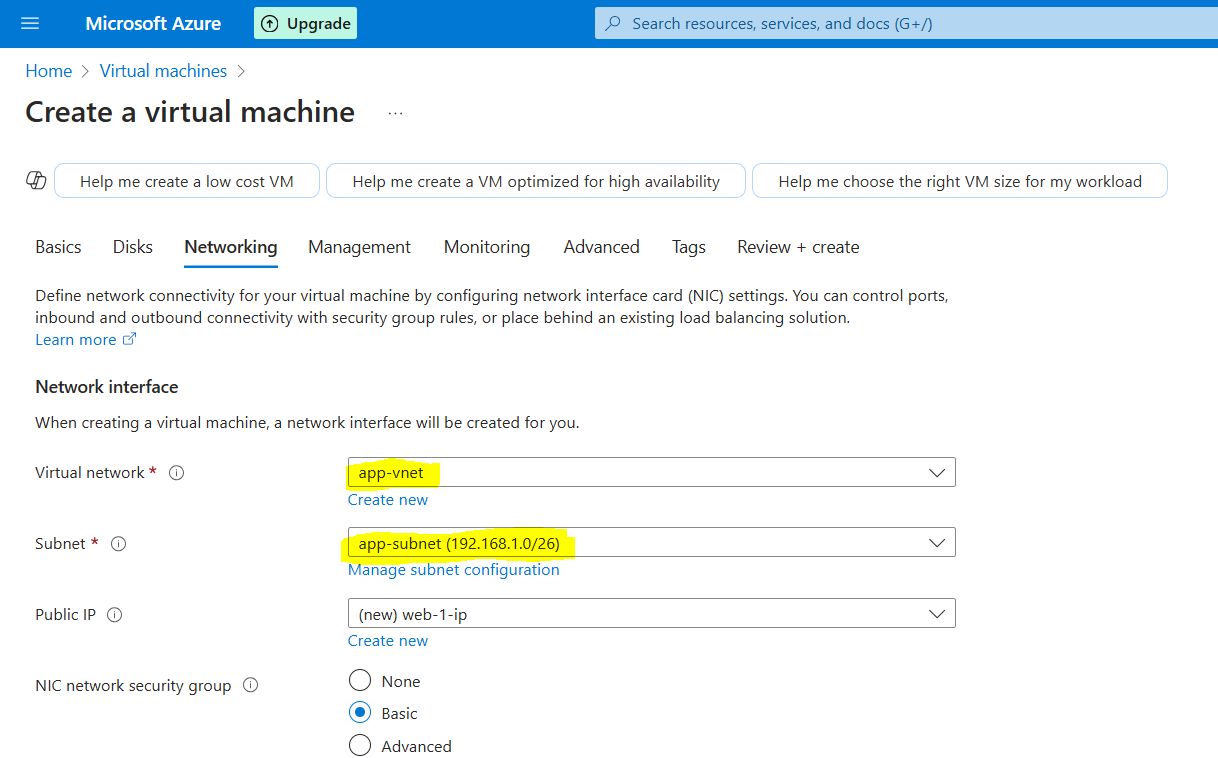 Microsoft Azure Upgrade Search resources, services, and docs (G+/)
Home > Virtual machines >
Create a virtual machine ...
Help me create a low cost VM Help me create a VM optimized for high availability Help me choose the right VM size for my workload
Basics Disks Networking Management Monitoring Advanced Tags Review + create
Define network connectivity for your virtual machine by configuring network interface card (NIC) settings. You can control ports,
inbound and outbound connectivity with security group rules, or place behind an existing load balancing solution.
Learn more
Network interface
When creating a virtual machine, a network interface will be created for you.
Virtual network * app-vnet
Create new
Subnet * app-subnet (192.168.1.0/26)
Manage subnet configuration
Public IP (new) web-1-ip
Create new
NIC network security group None
Basic
Advanced